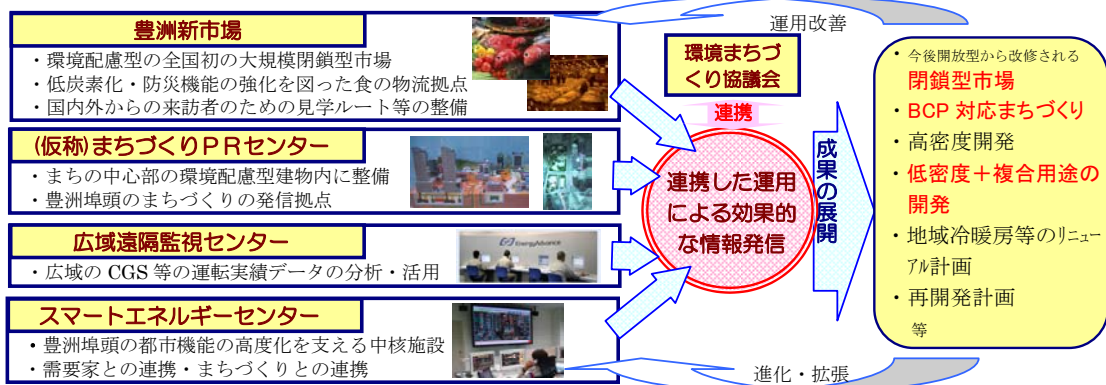 豊洲新市場
・環境配慮型の全国初の大規模閉鎖型市場
・低炭素化・防災機能の強化を図った食の物流拠点
・国内外からの来訪者のための見学ルート等の整備
(仮称)まちづくりPRセンター
・まちの中心部の環境配慮型建物内に整備
・豊洲埠頭のまちづくりの発信拠点
広域遠隔監視センター
・広域の CGS 等の運転実績データの分析・活用
EnergyAdvance
スマートエネルギーセンター
・豊洲埠頭の都市機能の高度化を支える中核施設
・需要家との連携・まちづくりとの連携
運用改善
環境まちづ
くり協議会
連携
連携した運用
による効果的
な情報発信
成果の展開
・今後開放型から改修される
閉鎖型市場
・BCP 対応まちづくり
・高密度開発
・低密度＋複合用途の
開発
・地域冷暖房等のリニュー
アル計画
・再開発計画
等
進化・拡張